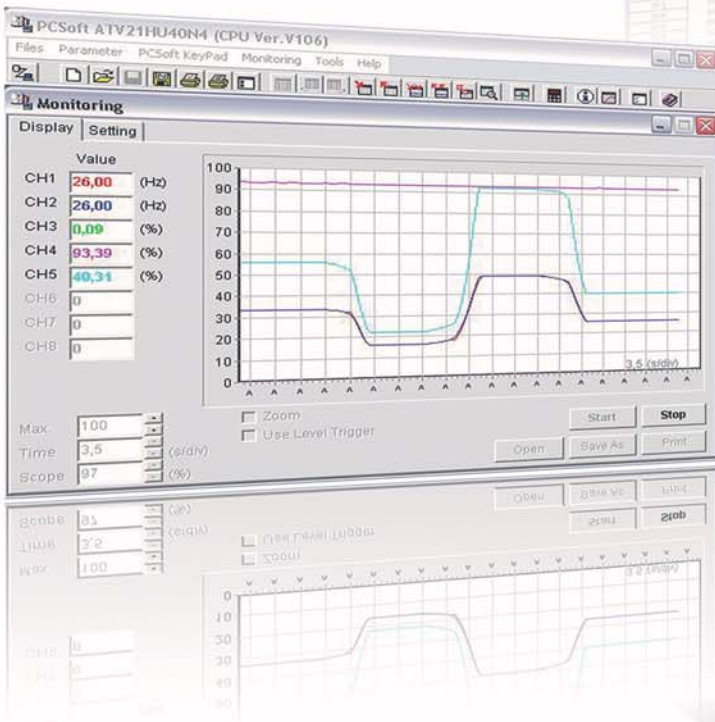 PCSoft ATV21HU40N4 (CPU Ver.V106)
Files Parameter PCSoft KeyPad Monitoring Tools Help
Monitoring
Display Setting
Value
CH1 26,00 (Hz)
CH2 26,00 (Hz)
CH3 0,09 (%)
CH4 93,39 (%)
CH5 40,31 (%)
CH6 0
CH7 0
CH8 0
100
90
80
70
60
50
40
30
20
10
0
3,5 (s/div)
A A A A A A A A A A A A A A A A A A
Max. 100
Time 3,5 (s/div)
Scope 97 (%)
Zoom
Use Level Trigger
Start Stop
Open Save As Print